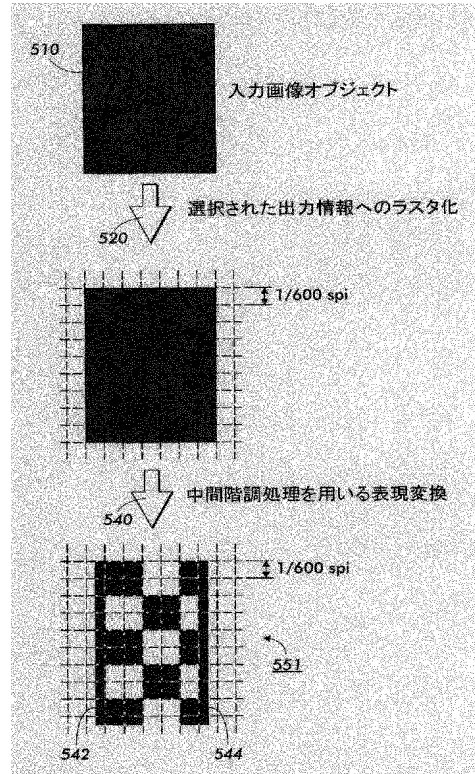 510
入力画像オブジェクト
選択された出力情報へのラスタ化
520
1/600 spi
中間階調処理を用いる表現変換
540
1/600 spi
551
542
544